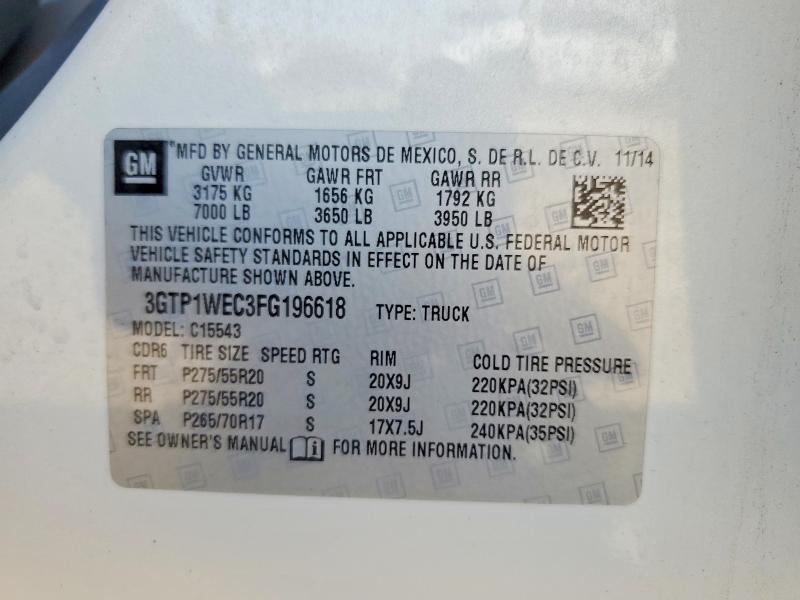 GM *MFD BY GENERAL MOTORS DE MEXICO, S. DE R.L. DE C.V. 11/14
GVWR GAWR FRT GAWR RR
3175 KG 1656 KG 1792 KG
7000 LB 3650 LB 3950 LB
THIS VEHICLE CONFORMS TO ALL APPLICABLE U.S. FEDERAL MOTOR
VEHICLE SAFETY STANDARDS IN EFFECT ON THE DATE OF
MANUFACTURE SHOWN ABOVE.
3GTP1WEC3FG196618 TYPE: TRUCK
MODEL: C15543
CDR6 TIRE SIZE SPEED RTG RIM COLD TIRE PRESSURE
FRT P275/55R20 S 20X9J 220KPA(32PSI)
RR P275/55R20 S 20X9J 220KPA(32PSI)
SPA P265/70R17 S 17X7.5J 240KPA(35PSI)
SEE OWNER'S MANUAL FOR MORE INFORMATION.